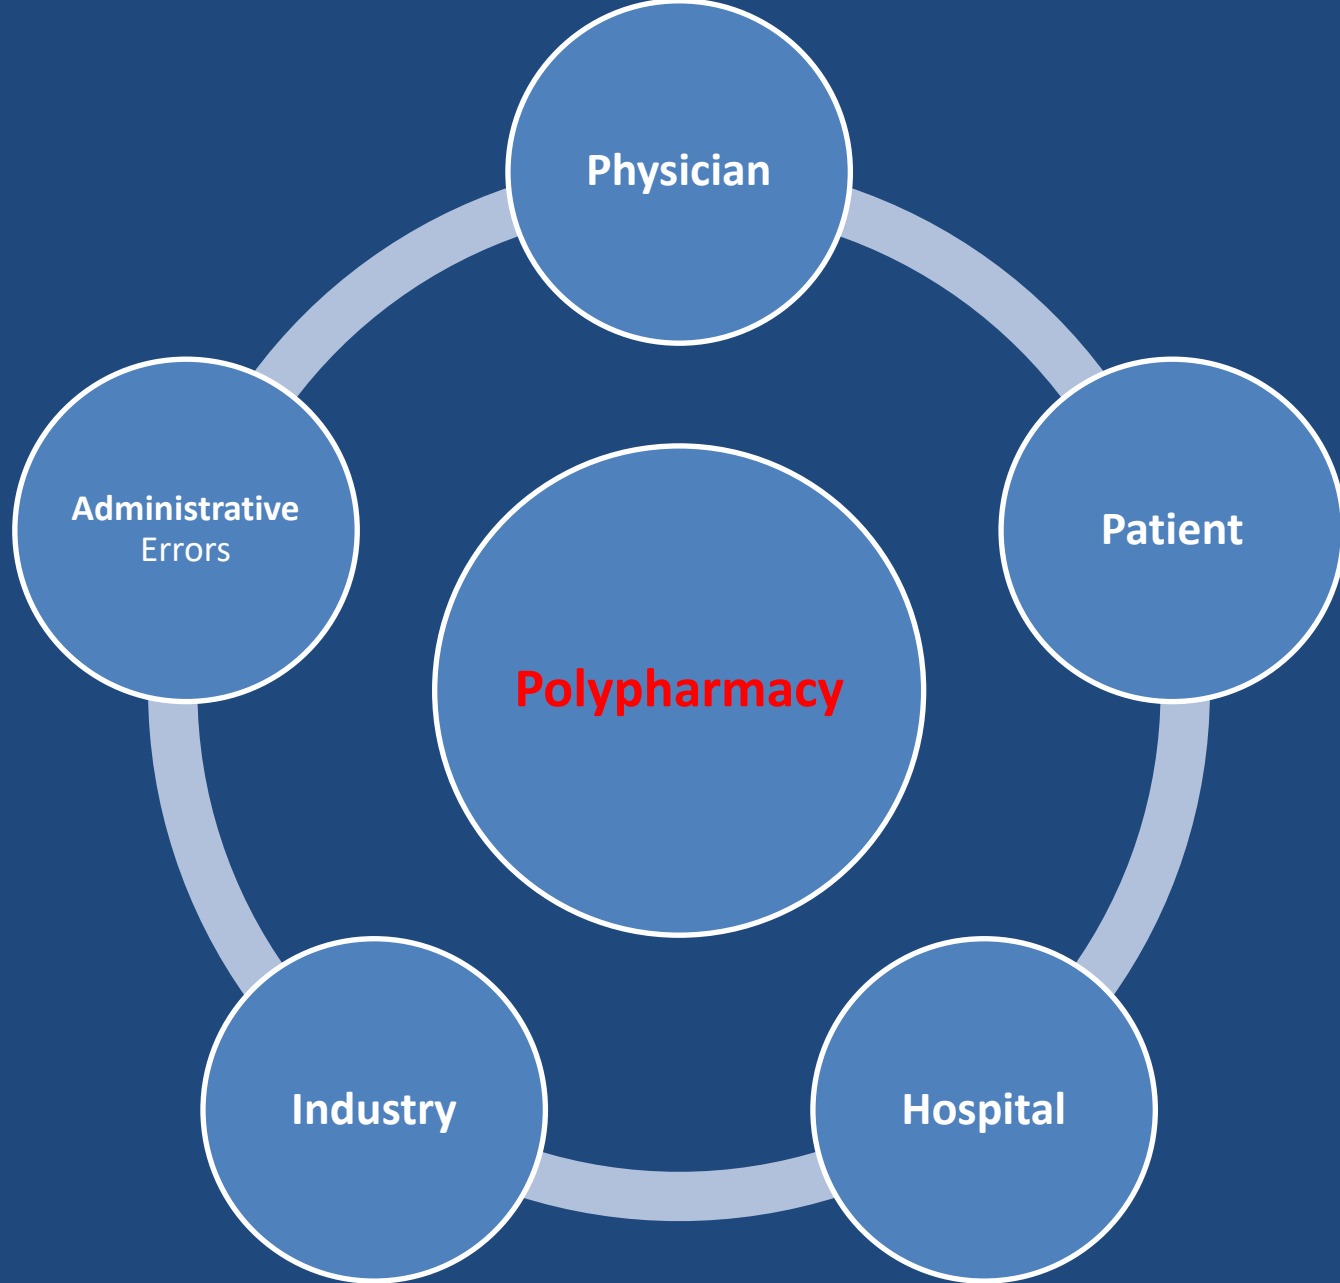 Physician
Patient
Hospital
Industry
Administrative
Errors
Polypharmacy